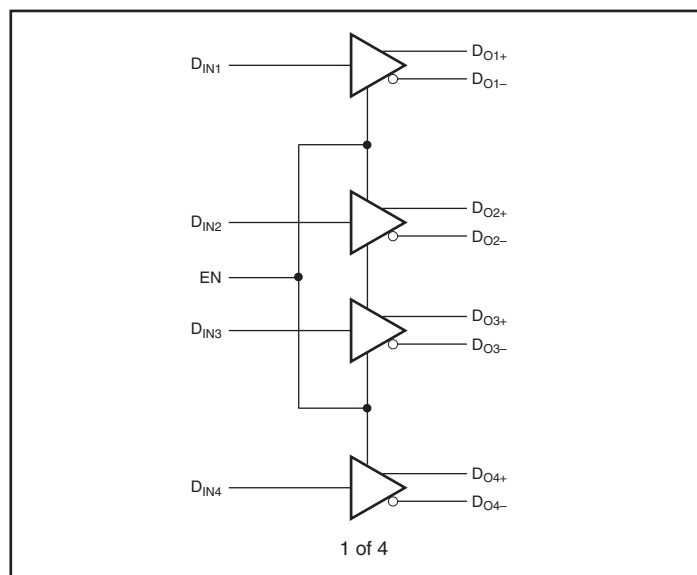 DIN1
DO1+
DO1–
DIN2
DO2+
DO2–
EN
DIN3
DO3+
DO3–
DIN4
DO4+
DO4–
1 of 4